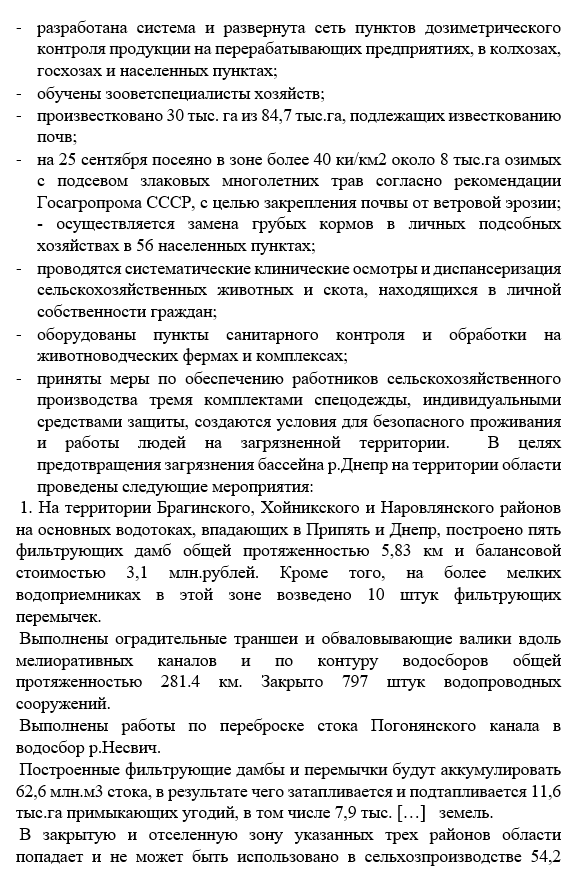 - разработана система и развернута сеть пунктов дозиметрического
контроля продукции на перерабатывающих предприятиях, в колхозах,
госхозах и населенных пунктах;
- обучены зооветспециалисты хозяйств;
- произвестковано 30 тыс. га из 84,7 тыс.га, подлежащих известкованию
почв;
- на 25 сентября посеяно в зоне более 40 ки/км2 около 8 тыс.га озимых
с подсевом злаковых многолетних трав согласно рекомендации
Госагропрома СССР, с целью закрепления почвы от ветровой эрозии;
- осуществляется замена грубых кормов в личных подсобных
хозяйствах в 56 населенных пунктах;
- проводятся систематические клинические осмотры и диспансеризация
сельскохозяйственных животных и скота, находящихся в личной
собственности граждан;
- оборудованы пункты санитарного контроля и обработки на
животноводческих фермах и комплексах;
- приняты меры по обеспечению работников сельскохозяйственного
производства тремя комплектами спецодежды, индивидуальными
средствами защиты, создаются условия для безопасного проживания
и работы людей на загрязненной территории. В целях
предотвращения загрязнения бассейна р.Днепр на территории области
проведены следующие мероприятия:
1. На территории Брагинского, Хойникского и Наровлянского районов
на основных водотоках, впадающих в Припять и Днепр, построено пять
фильтрующих дамб общей протяженностью 5,83 км и балансовой
стоимостью 3,1 млн.рублей. Кроме того, на более мелких
водоприемниках в этой зоне возведено 10 штук фильтрующих
перемычек.
Выполнены оградительные траншеи и обваловывающие валики вдоль
мелиоративных каналов и по контуру водосборов общей
протяженностью 281.4 км. Закрыто 797 штук водопроводных
сооружений.
Выполнены работы по переброске стока Погонянского канала в
водосбор р.Несвич.
Построенные фильтрующие дамбы и перемычки будут аккумулировать
62,6 млн.м3 стока, в результате чего затапливается и подтапливается 11,6
тыс.га примыкающих угодий, в том числе 7,9 тыс. […] земель.
В закрытую и отселенную зону указанных трех районов области
попадает и не может быть использовано в сельхозпроизводстве 54,2